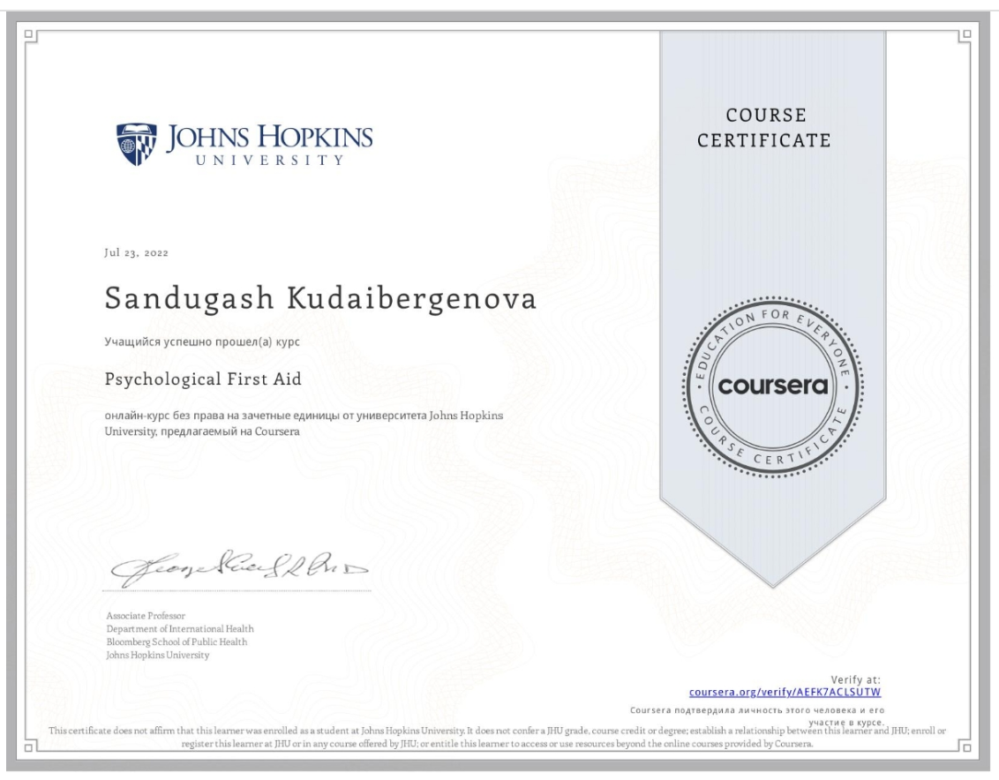 JOHNS HOPKINS
UNIVERSITY
COURSE
CERTIFICATE
Jul 23, 2022
Sandugash Kudaibergenova
Учащийся успешно прошел(а) курс
Psychological First Aid
онлайн-курс без права на зачетные единицы от университета Johns Hopkins
University, предлагаемый на Coursera
EDUCATION FOR EVERYONE
coursera
COURSE CERTIFICATE
Associate Professor
Department of International Health
Bloomberg School of Public Health
Johns Hopkins University
Verify at:
coursera.org/verify/AEFK7ACLSUTW
Coursera подтвердила личность этого человека и его
участие в курсе.
This certificate does not affirm that this learner was enrolled as a student at Johns Hopkins University. It does not confer a JHU grade, course credit or degree; establish a relationship between this learner and JHU; enroll or
register this learner at JHU or in any course offered by JHU; or entitle this learner to access or use resources beyond the online courses provided by Coursera.